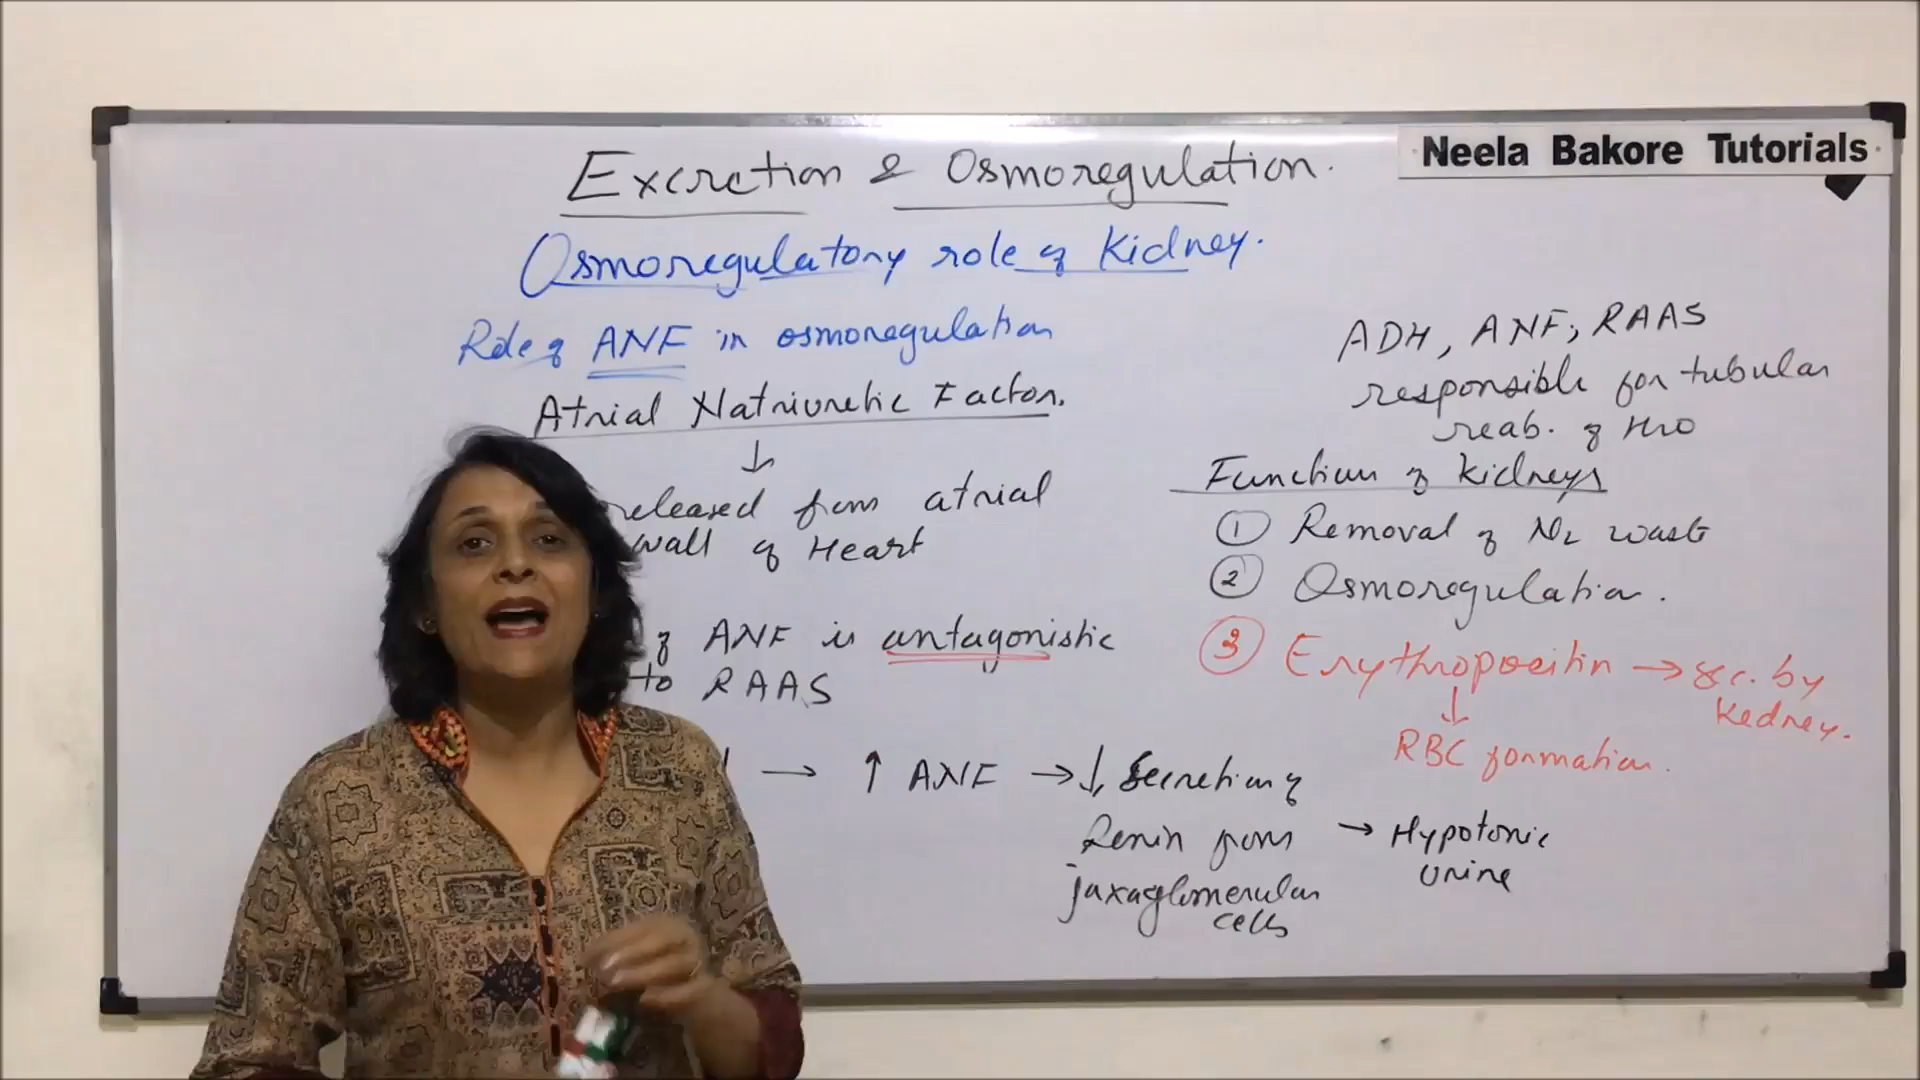 Neela Bakore Tutorials
Excretion & Osmoregulation.
Osmoregulatory role of Kidney.
Role of ANF in osmoregulation
Atrial Natriuretic Factor.
↓
released from atrial
wall of Heart
of ANF is antagonistic
to RAAS
→ ↑ ANF → ↓ Secretion of
Renin from
juxaglomerular
cells
→ Hypotonic
urine
ADH, ANF, RAAS
responsible for tubular
reab. of H2O
Function of kidneys
① Removal of N2 waste
② Osmoregulation.
③ Erythropoeitin → sec. by
Kedney.
↓
RBC formation.